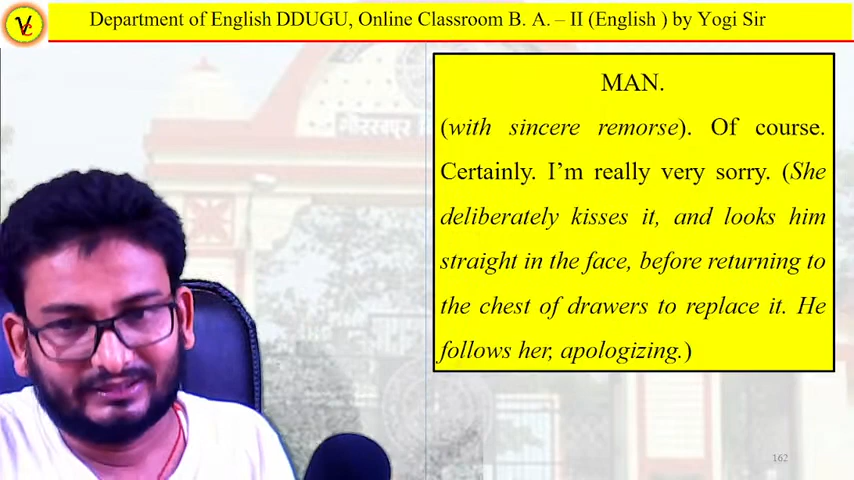 Department of English DDUGU, Online Classroom B. A. – II (English ) by Yogi Sir
MAN.
(with sincere remorse). Of course.
Certainly. I’m really very sorry. (She
deliberately kisses it, and looks him
straight in the face, before returning to
the chest of drawers to replace it. He
follows her, apologizing.)
162